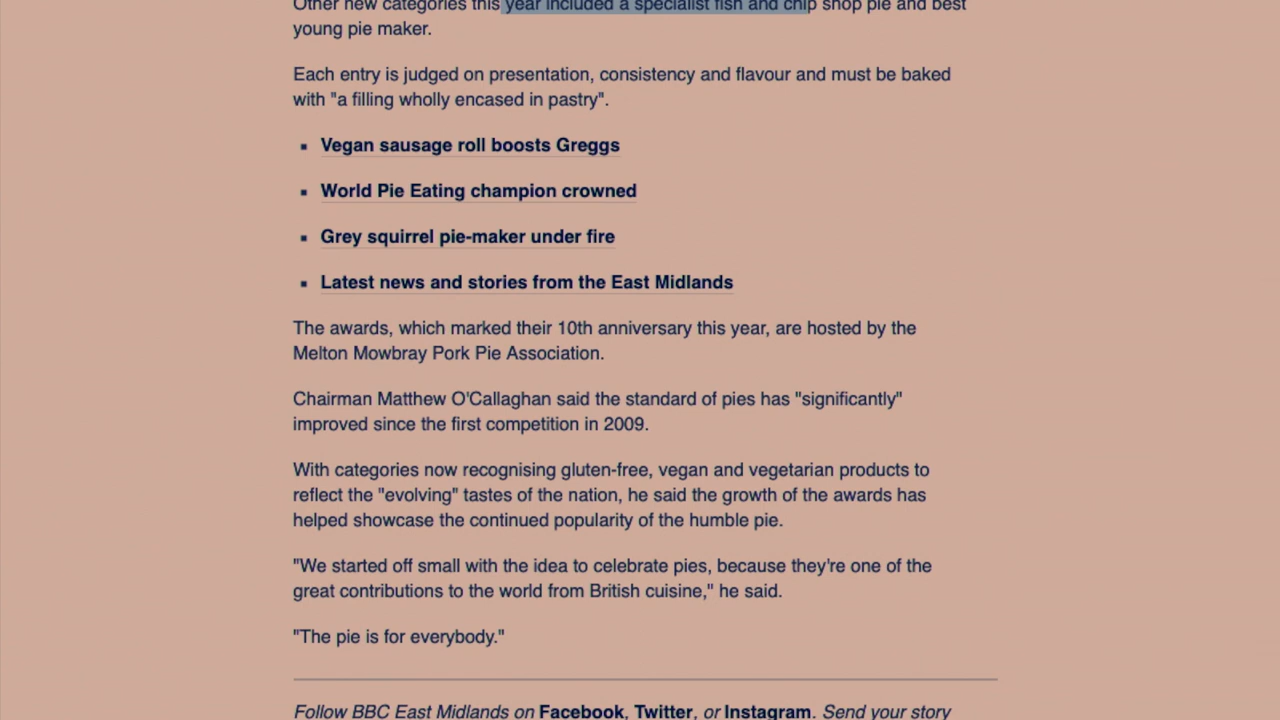 Other new categories this year included a specialist fish and chip shop pie and best
young pie maker.
Each entry is judged on presentation, consistency and flavour and must be baked
with "a filling wholly encased in pastry".
Vegan sausage roll boosts Greggs
World Pie Eating champion crowned
Grey squirrel pie-maker under fire
Latest news and stories from the East Midlands
The awards, which marked their 10th anniversary this year, are hosted by the
Melton Mowbray Pork Pie Association.
Chairman Matthew O'Callaghan said the standard of pies has "significantly"
improved since the first competition in 2009.
With categories now recognising gluten-free, vegan and vegetarian products to
reflect the "evolving" tastes of the nation, he said the growth of the awards has
helped showcase the continued popularity of the humble pie.
"We started off small with the idea to celebrate pies, because they're one of the
great contributions to the world from British cuisine," he said.
"The pie is for everybody."
Follow BBC East Midlands on Facebook, Twitter, or Instagram. Send your story